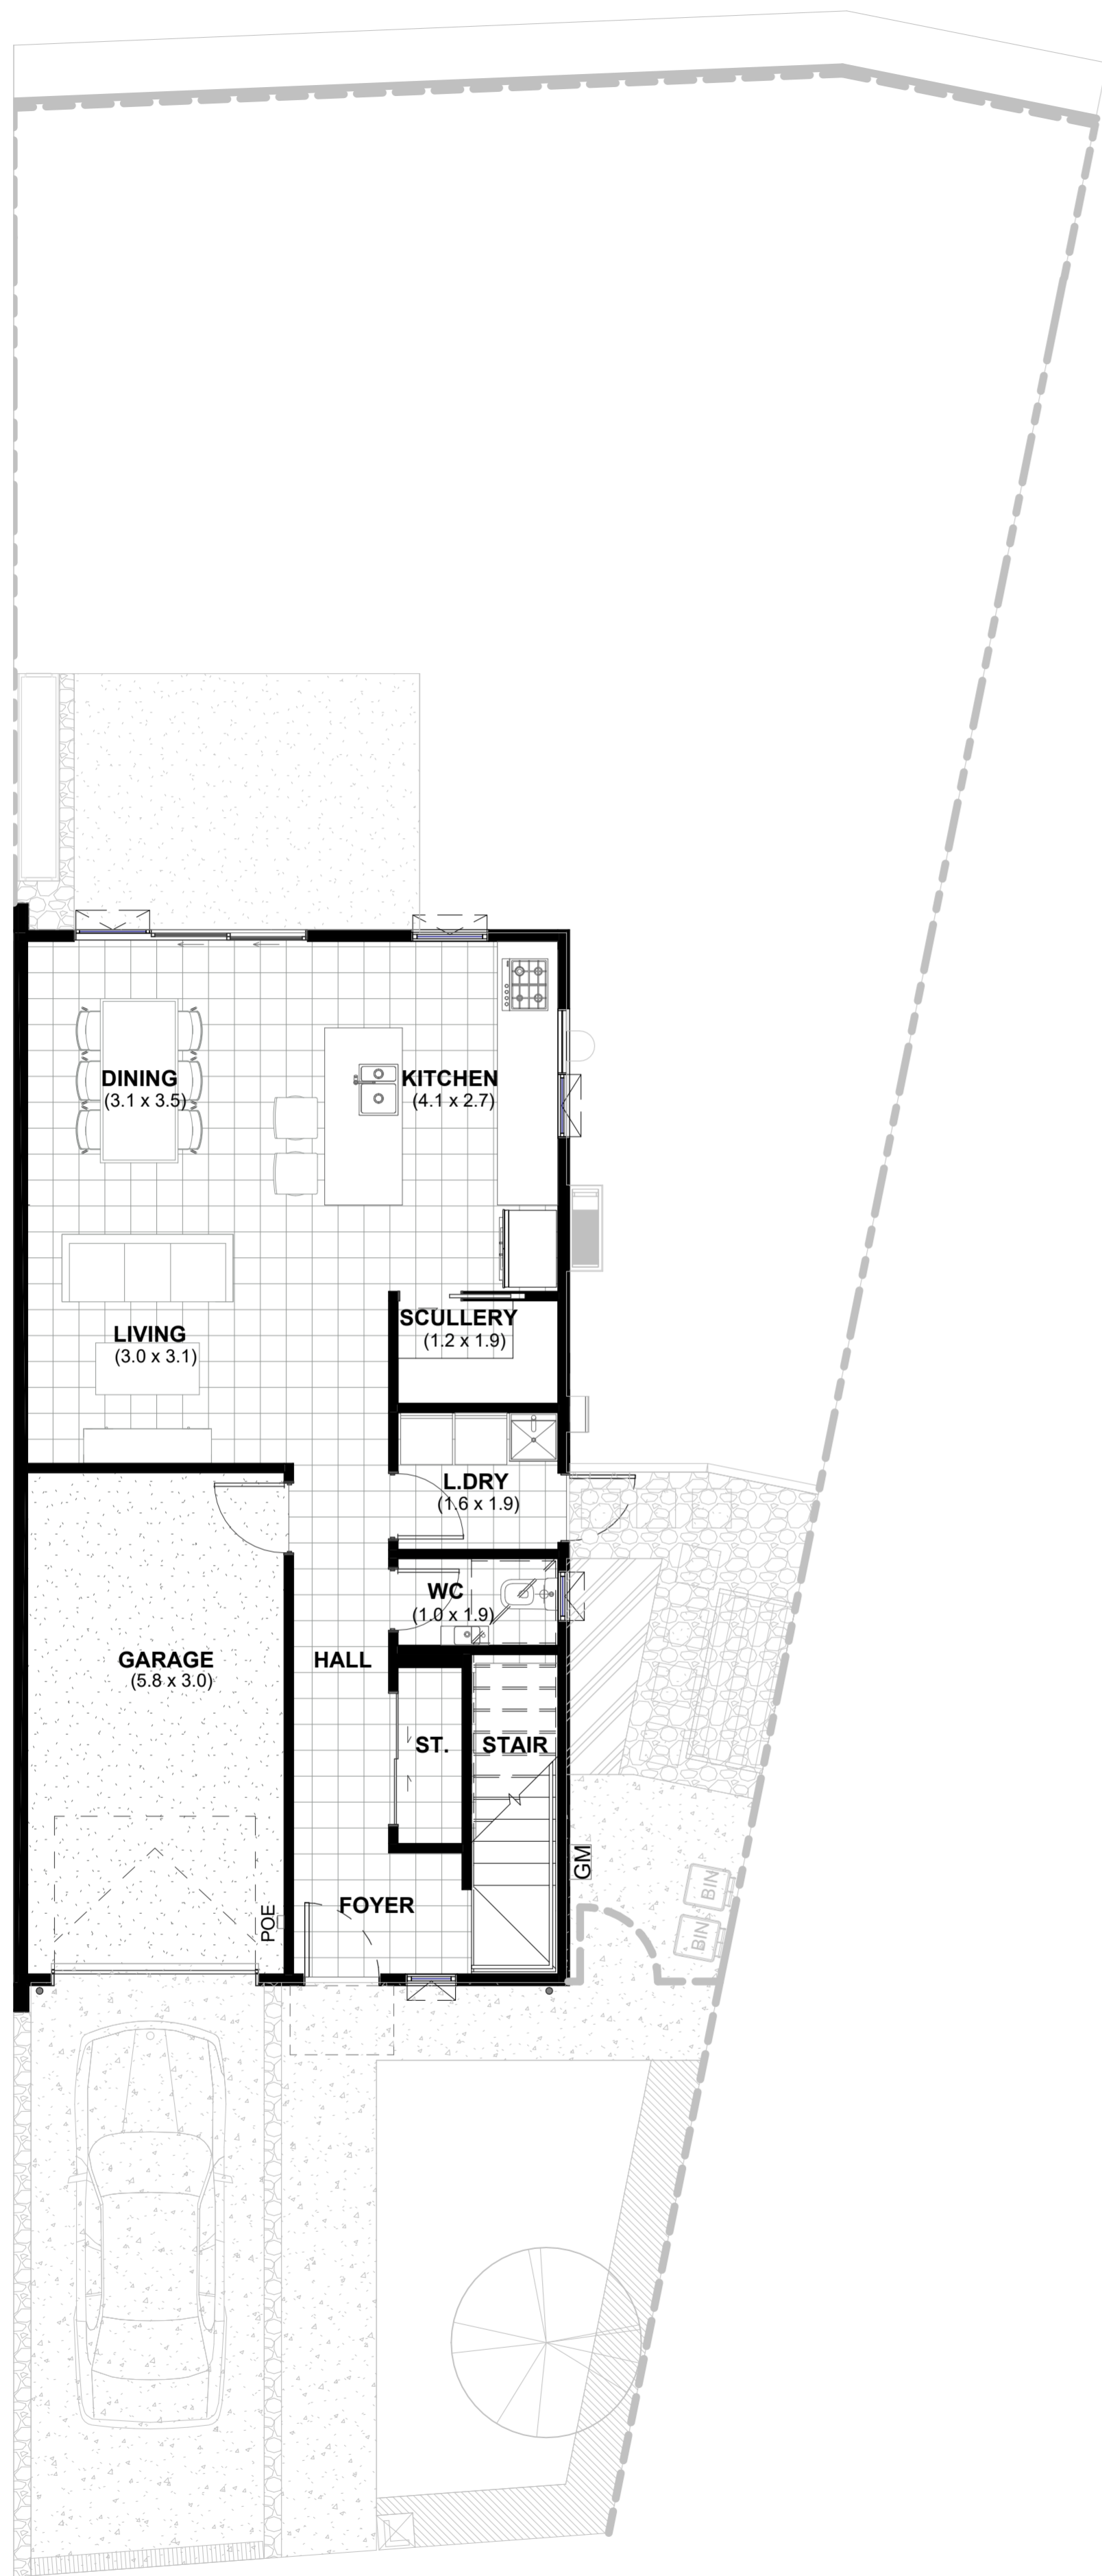 DINING
(3.1 x 3.5)
KITCHEN
(4.1 x 2.7)
SCULLERY
(1.2 x 1.9)
LIVING
(3.0 x 3.1)
L.DRY
(1.6 x 1.9)
WC
(1.0 x 1.9)
GARAGE
(5.8 x 3.0)
HALL
ST.
STAIR
GM
BIN
BIN
FOYER
POE